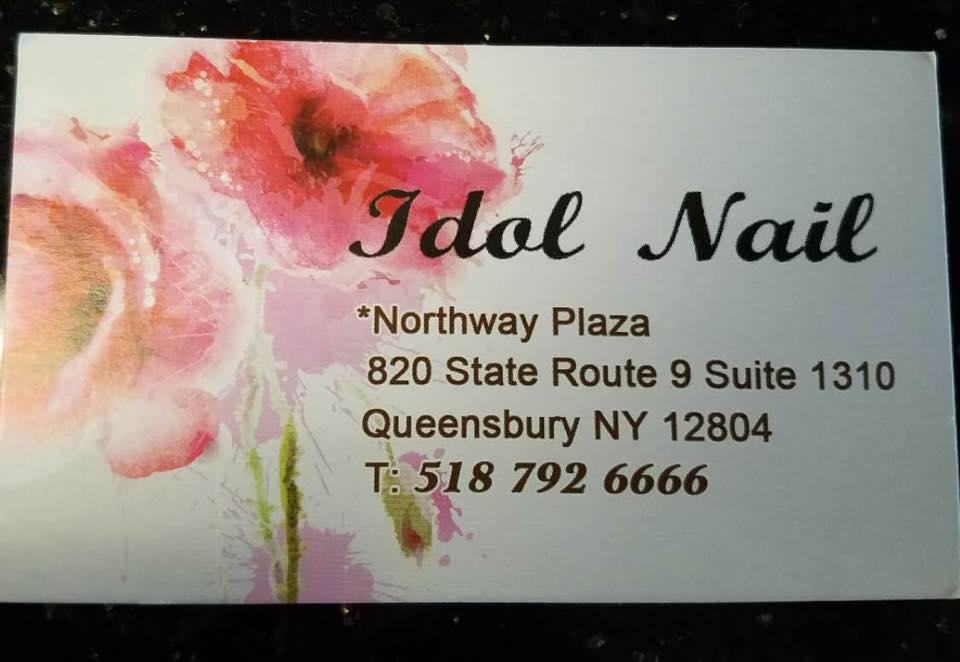 Idol Nail
*Northway Plaza
820 State Route 9 Suite 1310
Queensbury NY 12804
T: 518 792 6666